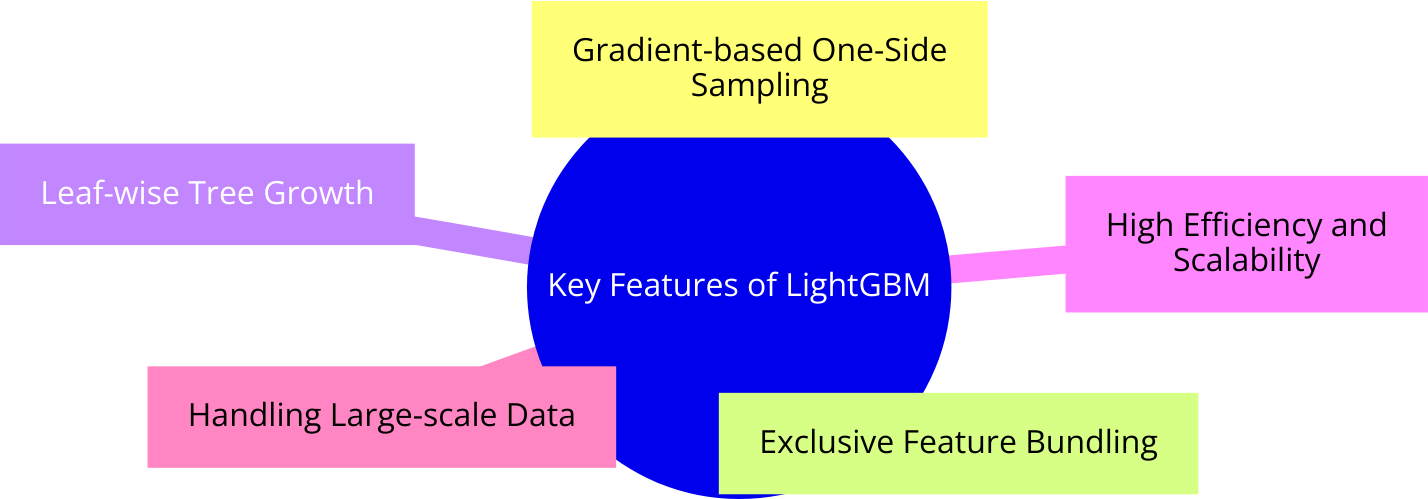 Gradient-based One-Side
Sampling
Leaf-wise Tree Growth
High Efficiency and
Scalability
Key Features of LightGBM
Handling Large-scale Data
Exclusive Feature Bundling